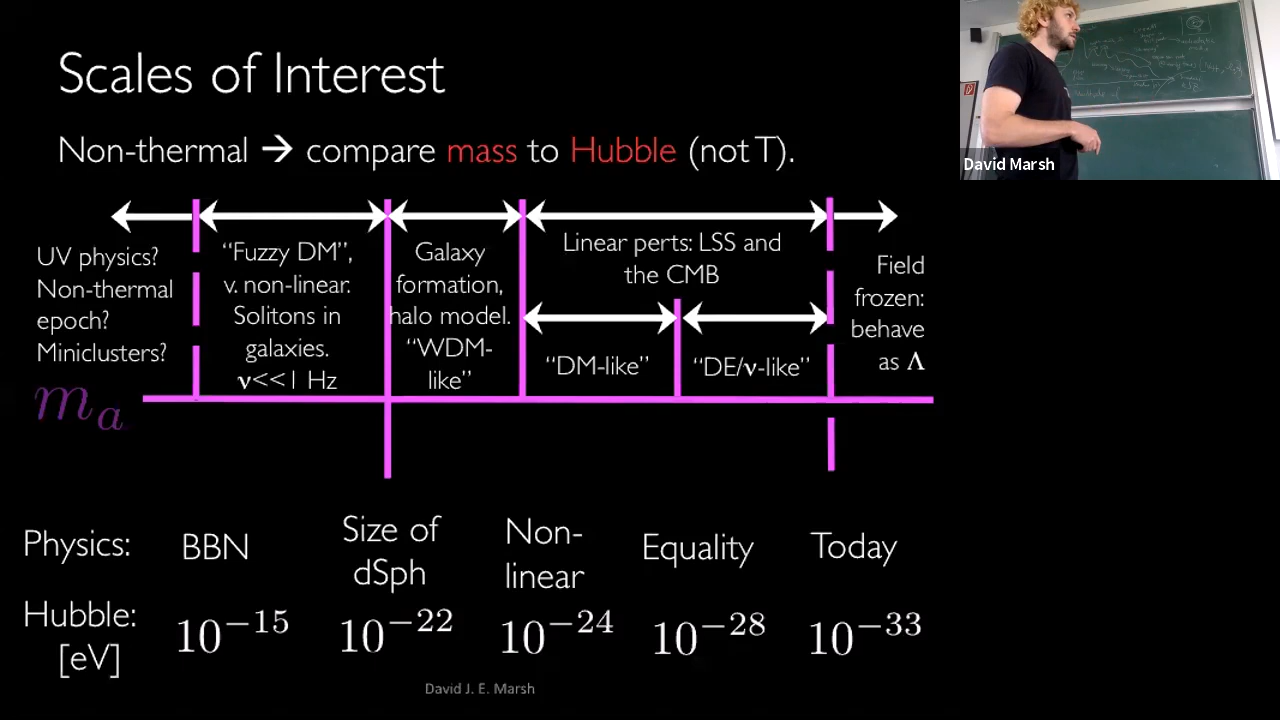 Scales of Interest
Non-thermal → compare mass to Hubble (not T).
UV physics?
Non-thermal
epoch?
Miniclusters?
“Fuzzy DM”,
v. non-linear.
Solitons in
galaxies.
ν<<1 Hz
Galaxy
formation,
halo model.
“WDM-
like”
Linear perts: LSS and
the CMB
“DM-like”
“DE/ν-like”
Field
frozen:
behave
as Λ
m_a
Physics:
BBN
Size of
dSph
Non-
linear
Equality
Today
Hubble:
[eV]
10^{-15}
10^{-22}
10^{-24}
10^{-28}
10^{-33}
David J. E. Marsh
David Marsh